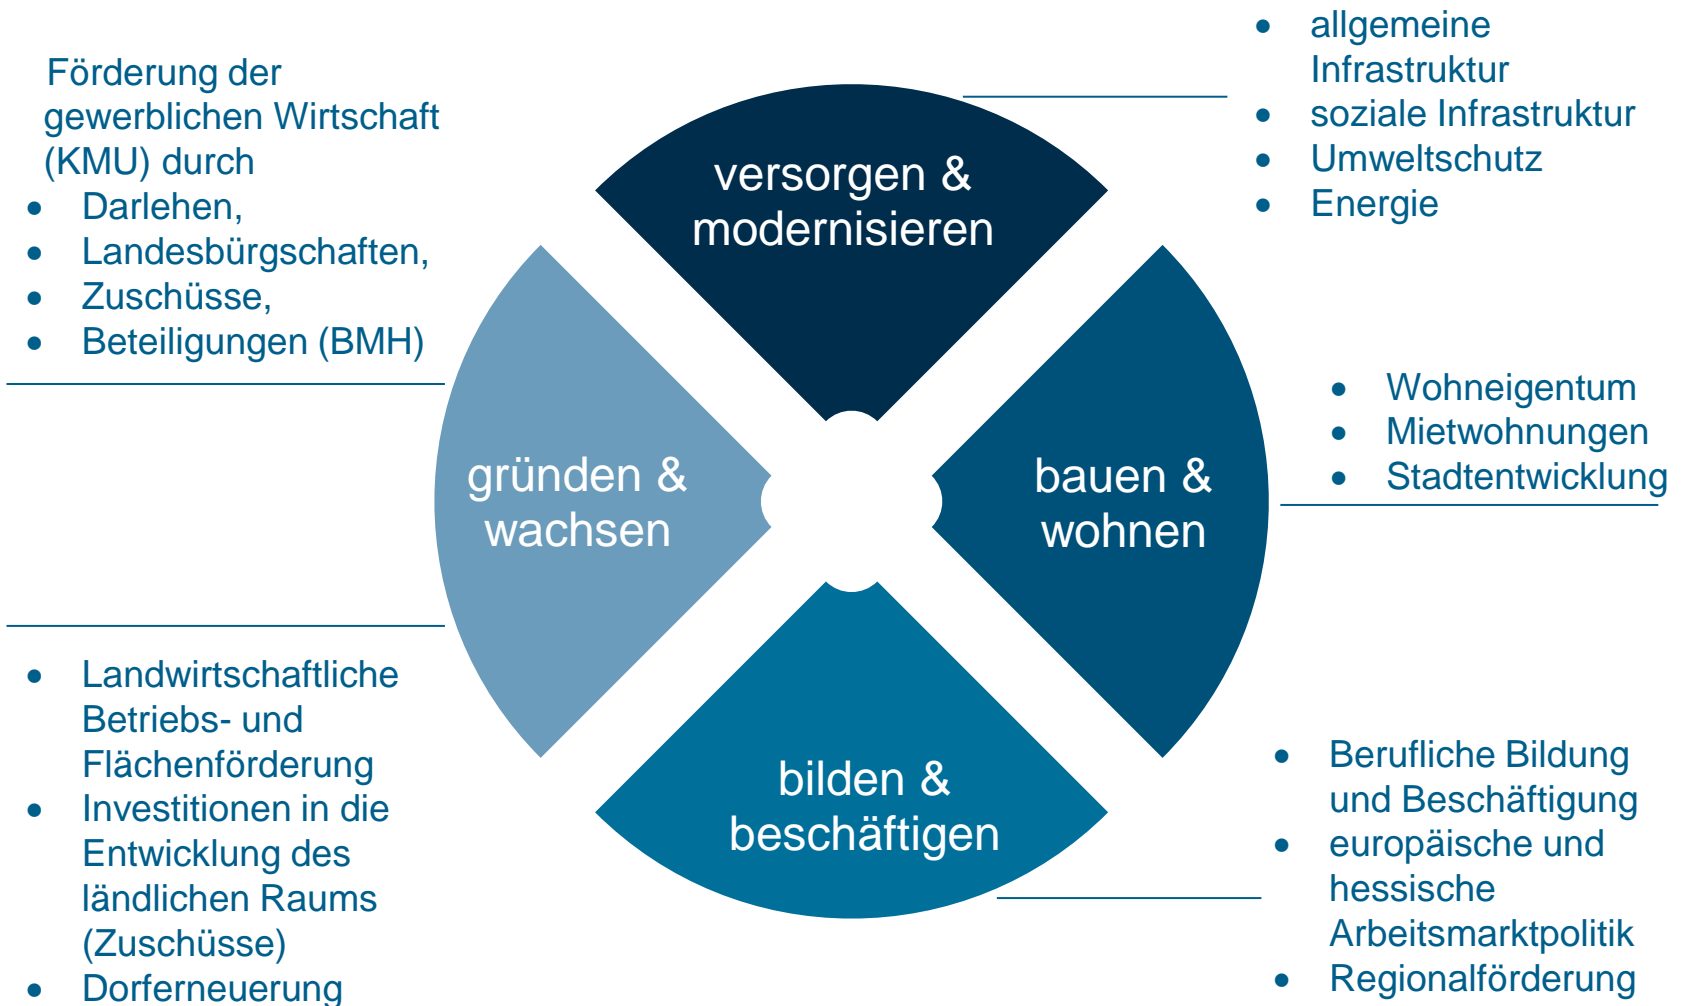 Förderung der
gewerblichen Wirtschaft
(KMU) durch
• Darlehen,
• Landesbürgschaften,
• Zuschüsse,
• Beteiligungen (BMH)
versorgen &
modernisieren
• allgemeine
Infrastruktur
• soziale Infrastruktur
• Umweltschutz
• Energie
gründen &
wachsen
bauen &
wohnen
• Wohneigentum
• Mietwohnungen
• Stadtentwicklung
• Landwirtschaftliche
Betriebs- und
Flächenförderung
• Investitionen in die
Entwicklung des
ländlichen Raums
(Zuschüsse)
• Dorferneuerung
bilden &
beschäftigen
• Berufliche Bildung
und Beschäftigung
• europäische und
hessische
Arbeitsmarktpolitik
• Regionalförderung